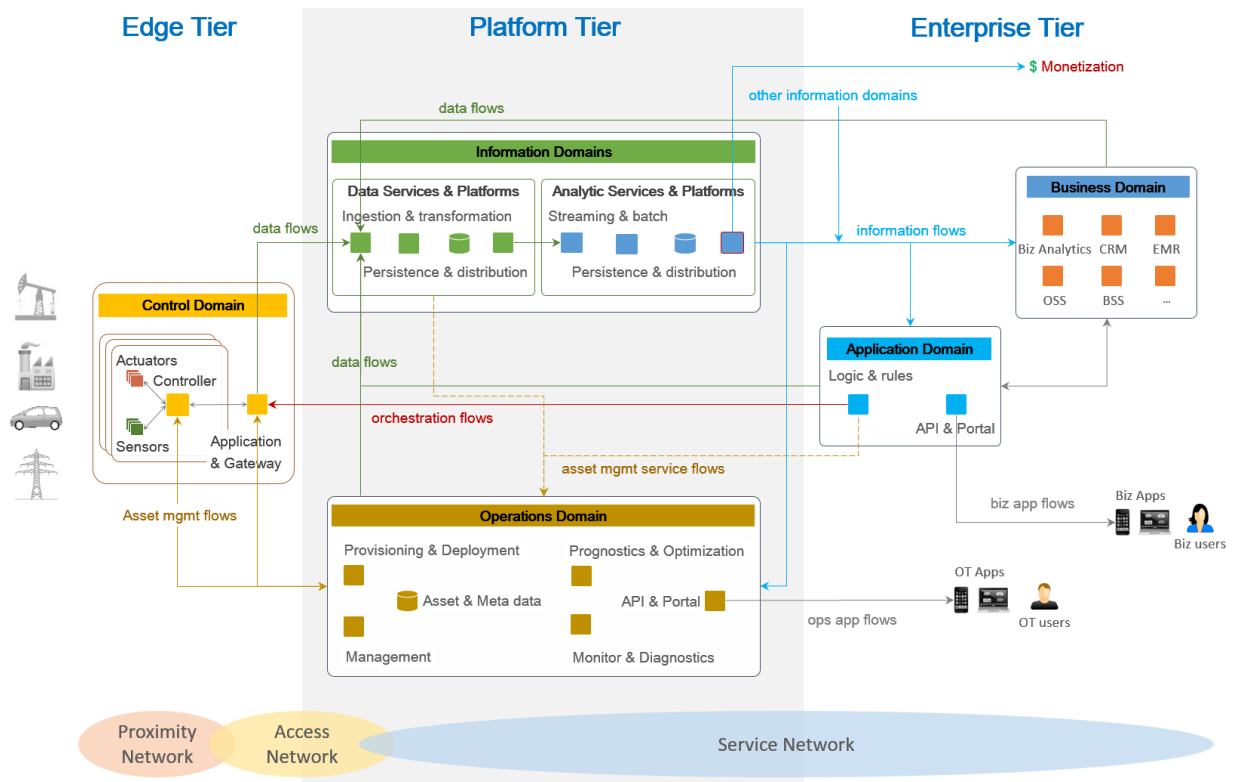 Edge Tier
Platform Tier
Enterprise Tier
$ Monetization
other information domains
data flows
Information Domains
Data Services & Platforms
Analytic Services & Platforms
Ingestion & transformation
Streaming & batch
Persistence & distribution
Persistence & distribution
data flows
information flows
Business Domain
Biz Analytics
CRM
EMR
OSS
BSS
...
Control Domain
Actuators
Controller
Sensors
Application
& Gateway
data flows
orchestration flows
Application Domain
Logic & rules
API & Portal
asset mgmt service flows
Asset mgmt flows
Operations Domain
Provisioning & Deployment
Prognostics & Optimization
Asset & Meta data
API & Portal
Management
Monitor & Diagnostics
biz app flows
Biz Apps
Biz users
ops app flows
OT Apps
OT users
Proximity
Network
Access
Network
Service Network